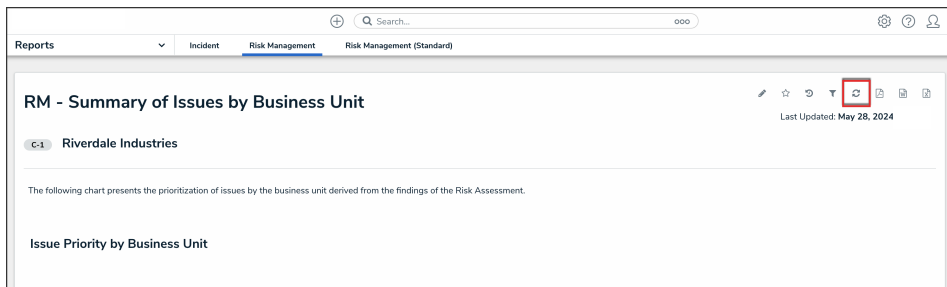 Search...
ooo
Reports
Incident
Risk Management
Risk Management (Standard)
RM - Summary of Issues by Business Unit
Last Updated: May 28, 2024
C-1 Riverdale Industries
The following chart presents the prioritization of issues by the business unit derived from the findings of the Risk Assessment.
Issue Priority by Business Unit